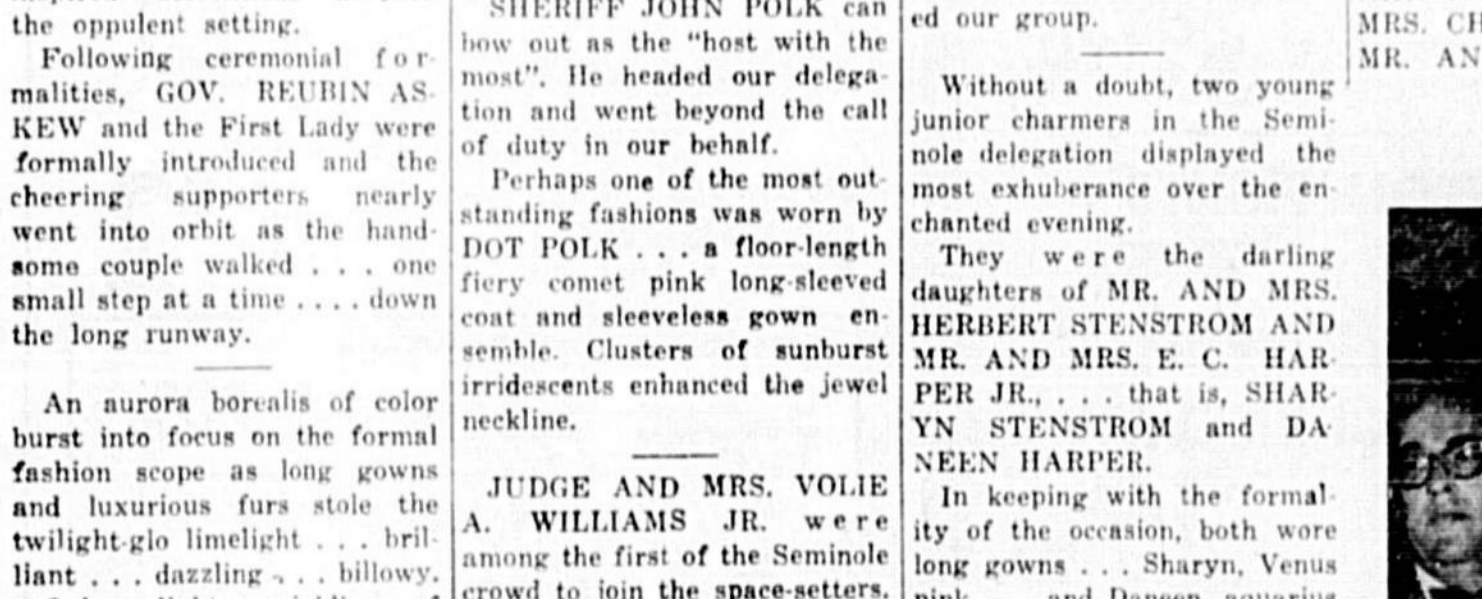 the opulent setting.
Following ceremonial for-
malities, GOV. REUBIN AS-
KEW and the First Lady were
formally introduced and the
cheering supporters nearly
went into orbit as the hand-
some couple walked . . . one
small step at a time .... down
the long runway.
An aurora borealis of color
burst into focus on the formal
fashion scope as long gowns
and luxurious furs stole the
twilight-glo limelight . . . bril-
liant . . . dazzling . . . billowy.
SHERIFF JOHN POLK can
bow out as the "host with the
most". He headed our delega-
tion and went beyond the call
of duty in our behalf.
Perhaps one of the most out-
standing fashions was worn by
DOT POLK . . . a floor-length
fiery comet pink long-sleeved
coat and sleeveless gown en-
semble. Clusters of sunburst
irridescents enhanced the jewel
neckline.
JUDGE AND MRS. VOLIE
A. WILLIAMS JR. were
among the first of the Seminole
crowd to join the space-setters.
ed our group.
Without a doubt, two young
junior charmers in the Semi-
nole delegation displayed the
most exhuberance over the en-
chanted evening.
They were the darling
daughters of MR. AND MRS.
HERBERT STENSTROM AND
MR. AND MRS. E. C. HAR-
PER JR., . . . that is, SHAR-
YN STENSTROM and DA-
NEEN HARPER.
In keeping with the formal-
ity of the occasion, both wore
long gowns . . . Sharyn, Venus
pink . . . and Daneen, aquarius
MRS. CH
MR. AN